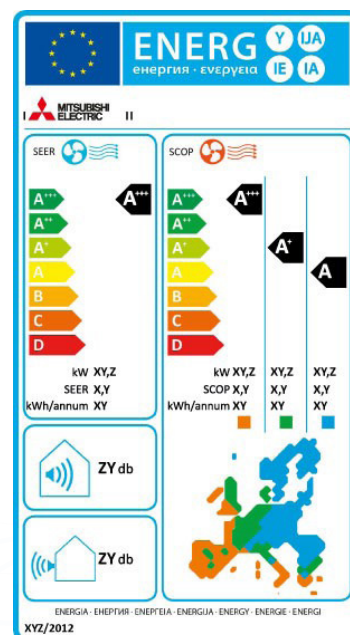 ENERG Y IJA IE IA
енергия · ενεργεια
I MITSUBISHI ELECTRIC II
SEER
A+++ A+++
A++
A+
A
B
C
D
kW XY,Z
SEER X,Y
kWh/annum XY
SCOP
A+++ A+++
A++
A+ A+
A A
B
C
D
kW XY,Z XY,Z XY,Z
SCOP X,Y X,Y X,Y
kWh/annum XY XY XY
ZY db
ZY db
ENERGIA · ЕНЕРГИЯ · ΕΝΕΡΓΕΙΑ · ENERGIJA · ENERGY · ENERGIE · ENERGI
XYZ/2012